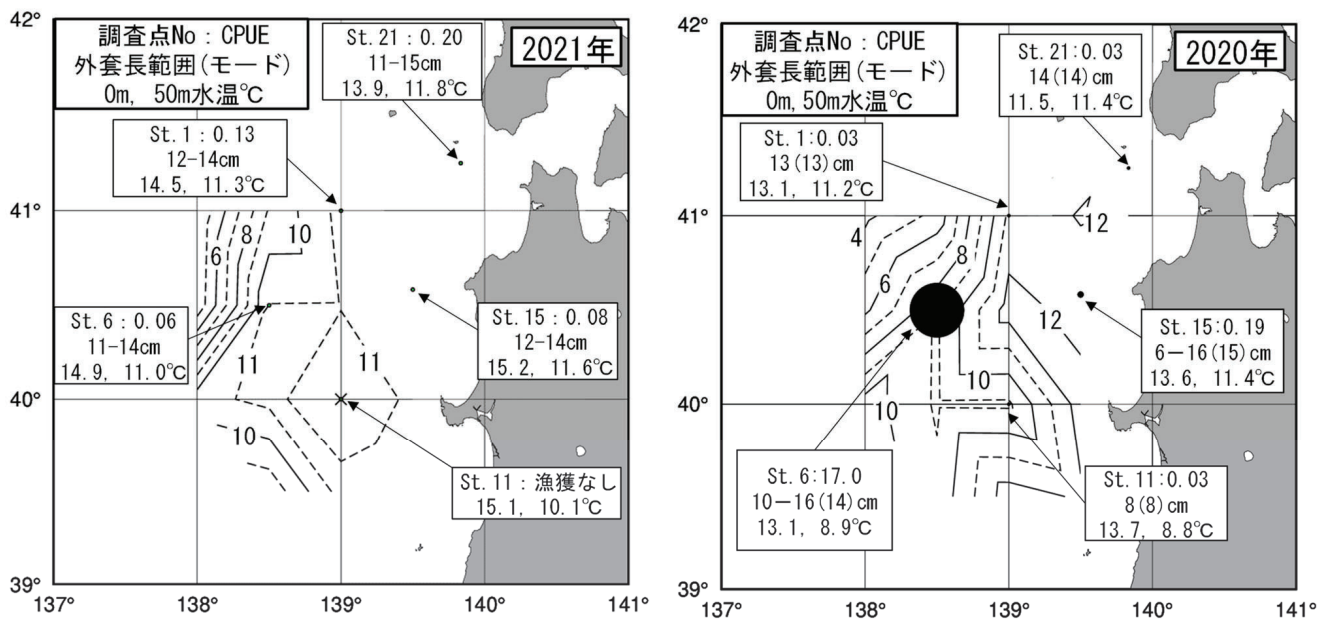 42°
調査点No : CPUE
外套長範囲(モード)
0m, 50m水温℃
St. 21 : 0.20
11-15cm
13.9, 11.8℃
2021年
St. 1 : 0.13
12-14cm
14.5, 11.3℃
41°
6
8
10
St. 6 : 0.06
11-14cm
14.9, 11.0℃
11
11
St. 15 : 0.08
12-14cm
15.2, 11.6℃
40°
10
St. 11 : 漁獲なし
15.1, 10.1℃
39°
137°
138°
139°
140°
141°
42°
調査点No : CPUE
外套長範囲(モード)
0m, 50m水温℃
St. 21:0.03
14(14)cm
11.5, 11.4℃
2020年
St. 1:0.03
13(13)cm
13.1, 11.2℃
41°
12
4
6
8
12
St. 15:0.19
6－16(15)cm
13.6, 11.4℃
10
10
40°
St. 6:17.0
10－16(14)cm
13.1, 8.9℃
St. 11:0.03
8(8)cm
13.7, 8.8℃
39°
137°
138°
139°
140°
141°